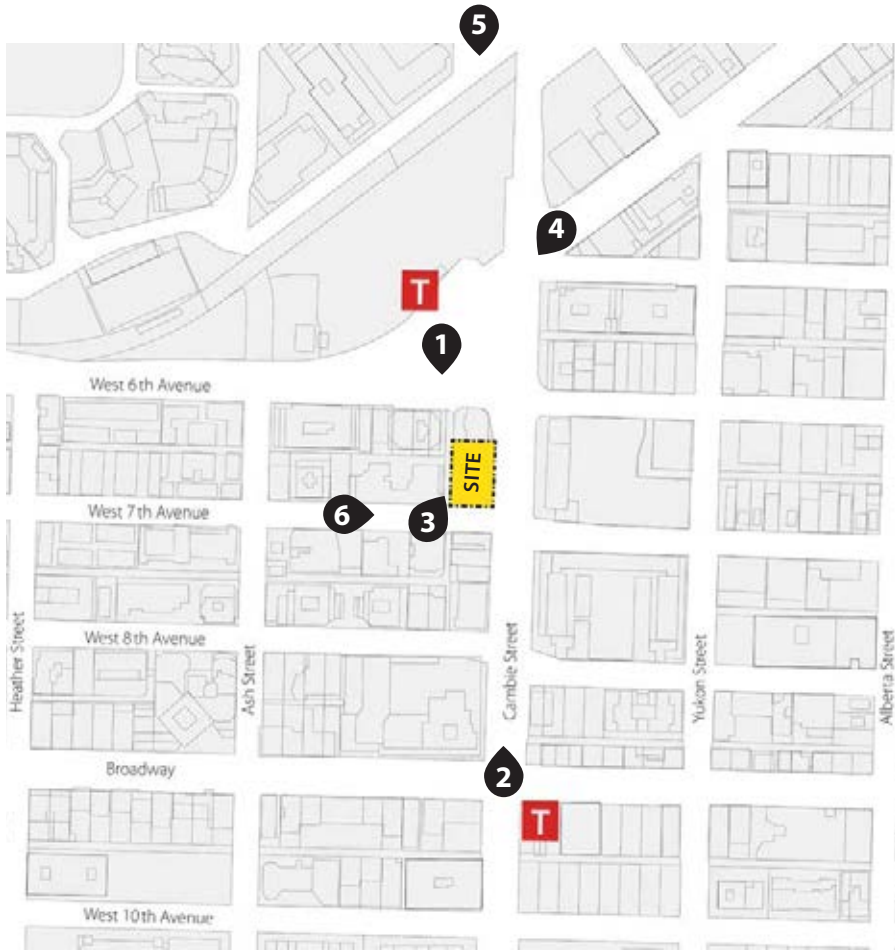 5
4
T
1
West 6th Avenue
SITE
West 7th Avenue
6
3
West 8th Avenue
Heather Street
Ash Street
Cambie Street
Yukon Street
Alberta Street
Broadway
2
T
West 10th Avenue